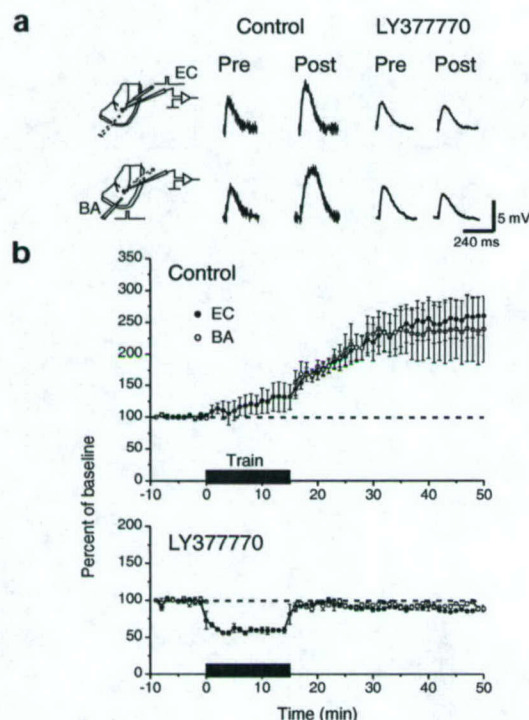 a
Control
LY377770
Pre
Post
Pre
Post
EC
BA
5 mV
240 ms
b
Control
EC
BA
350
300
250
200
150
100
50
0
Train
-10 0 10 20 30 40 50
Percent of baseline
LY377770
200
150
100
50
0
-10 0 10 20 30 40 50
Time (min)